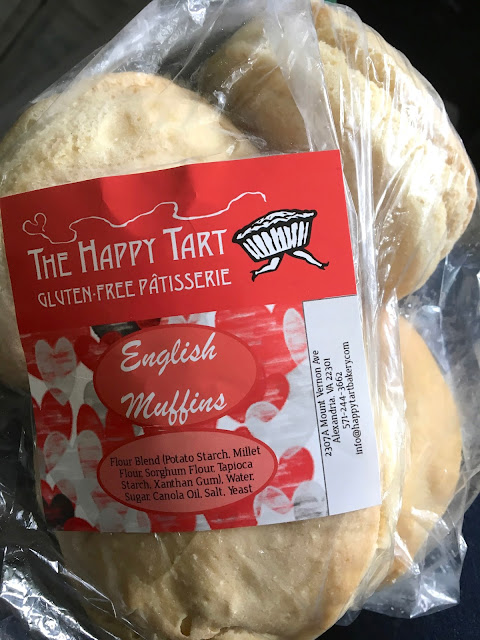 THE HAPPY TART
GLUTEN-FREE PÂTISSERIE
English
Muffins
Flour Blend (Potato Starch, Millet
Flour, Sorghum Flour, Tapioca
Starch, Xanthan Gum), Water,
Sugar, Canola Oil, Salt, Yeast
2307A Mount Vernon Ave
Alexandria, VA 22301
571-244-3662
info@happytartbakery.com